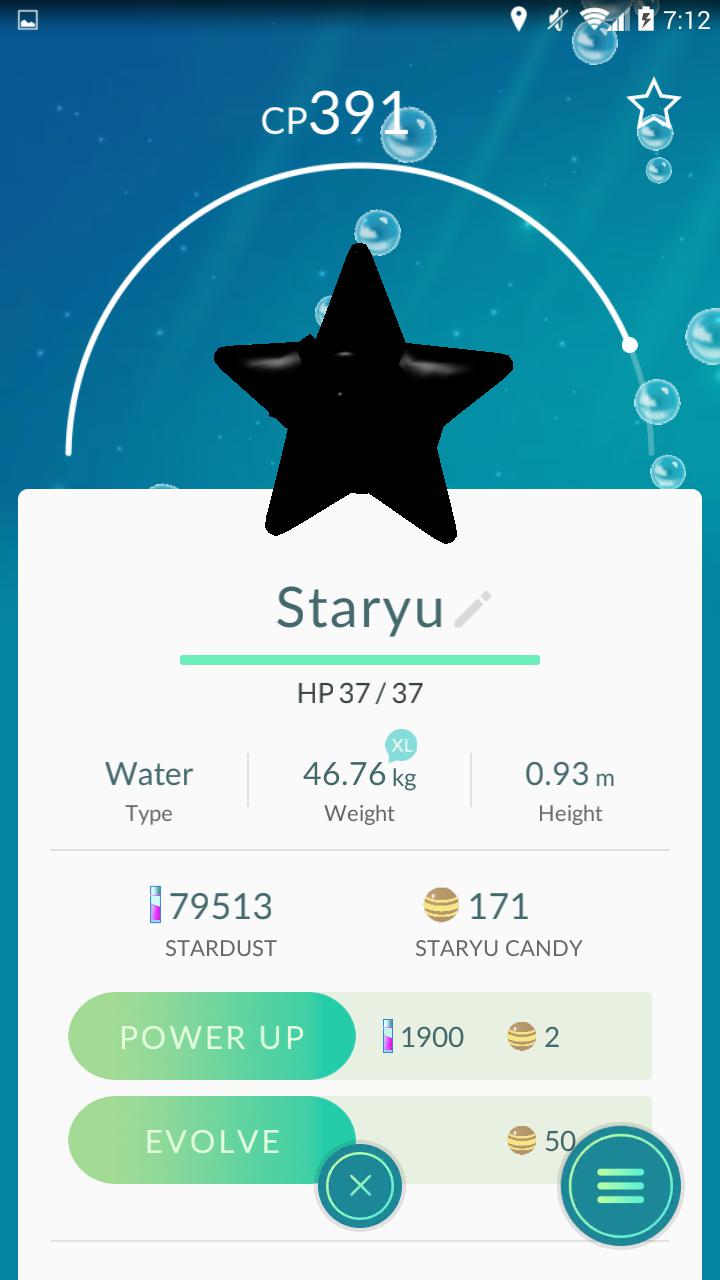 7:12
CP391
Staryu
HP 37 / 37
XL
Water 46.76 kg 0.93 m
Type Weight Height
79513 171
STARDUST STARYU CANDY
POWER UP 1900 2
EVOLVE 50